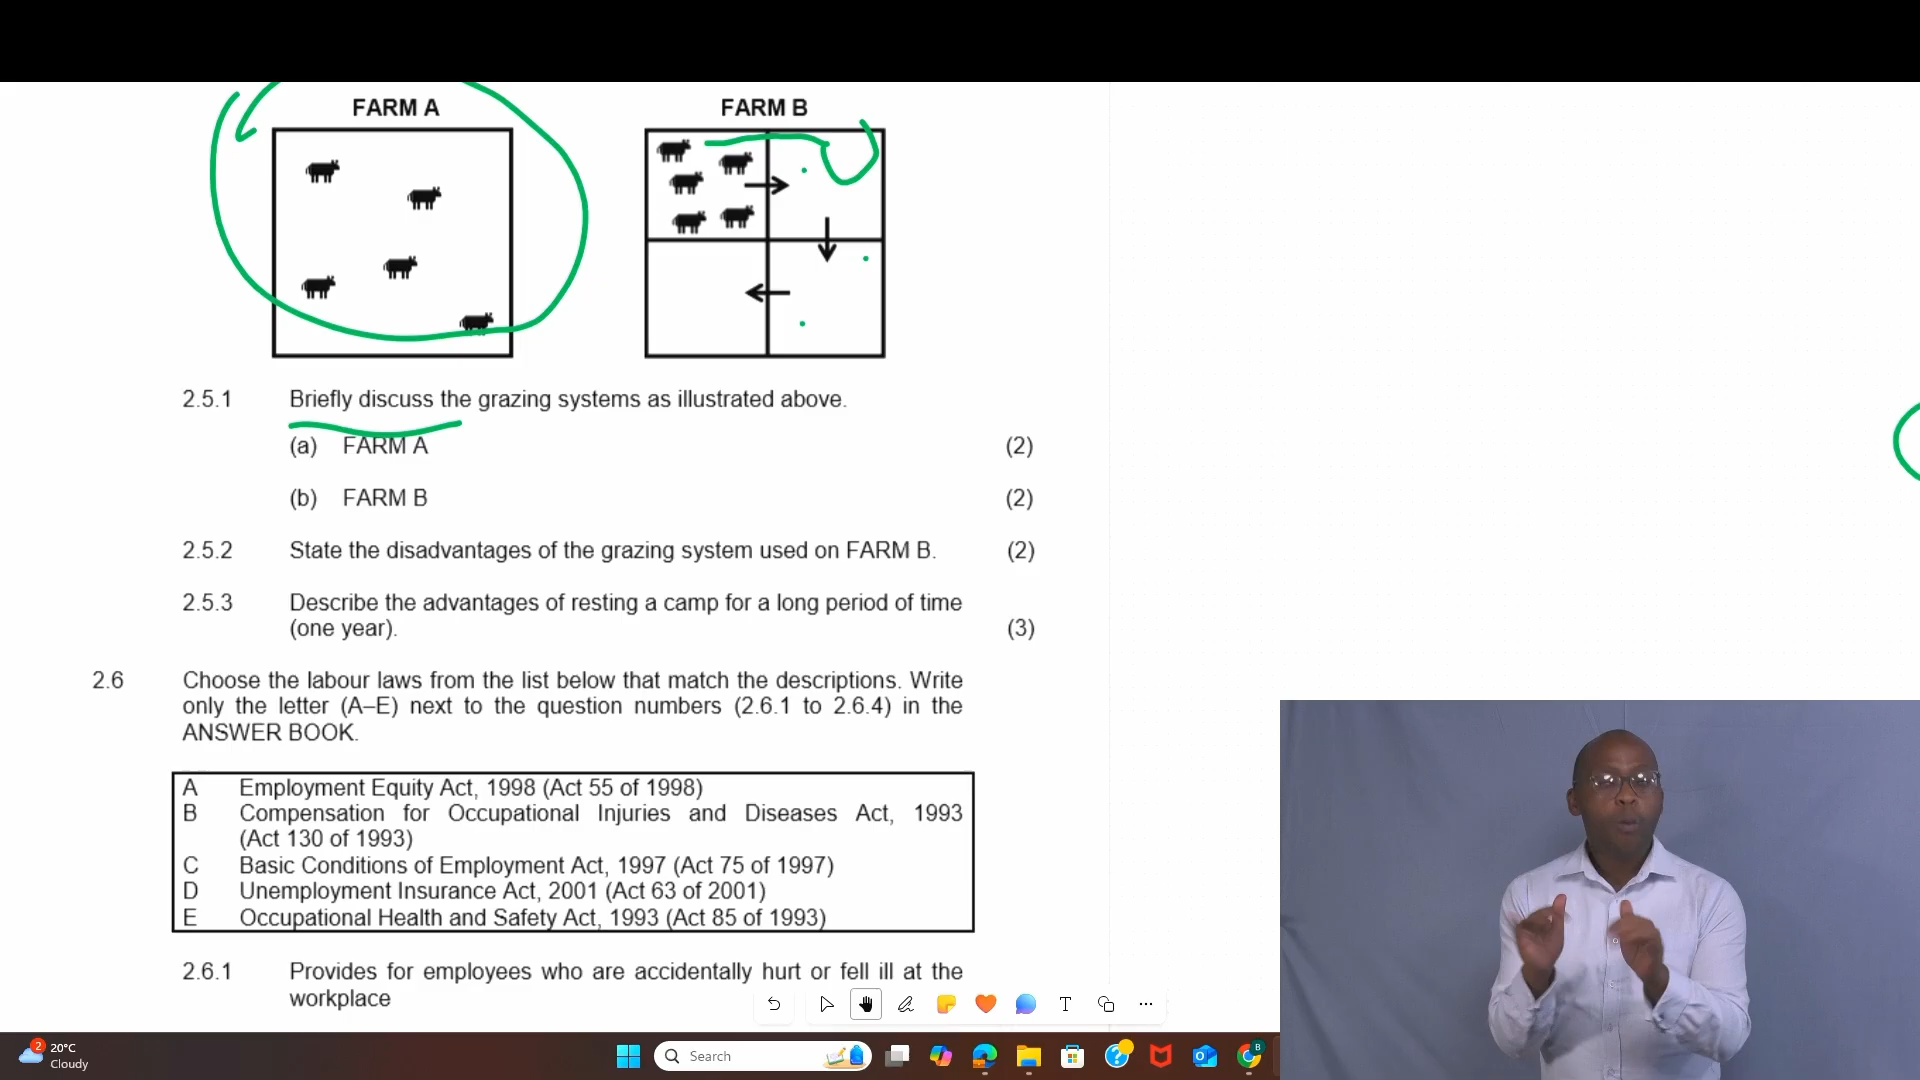 FARM A
FARM B
2.5.1 Briefly discuss the grazing systems as illustrated above.
(a) FARM A (2)
(b) FARM B (2)
2.5.2 State the disadvantages of the grazing system used on FARM B. (2)
2.5.3 Describe the advantages of resting a camp for a long period of time
(one year). (3)
2.6 Choose the labour laws from the list below that match the descriptions. Write
only the letter (A–E) next to the question numbers (2.6.1 to 2.6.4) in the
ANSWER BOOK.
A Employment Equity Act, 1998 (Act 55 of 1998)
B Compensation for Occupational Injuries and Diseases Act, 1993
(Act 130 of 1993)
C Basic Conditions of Employment Act, 1997 (Act 75 of 1997)
D Unemployment Insurance Act, 2001 (Act 63 of 2001)
E Occupational Health and Safety Act, 1993 (Act 85 of 1993)
2.6.1 Provides for employees who are accidentally hurt or fell ill at the
workplace
T
2
20°C
Cloudy
Search
B